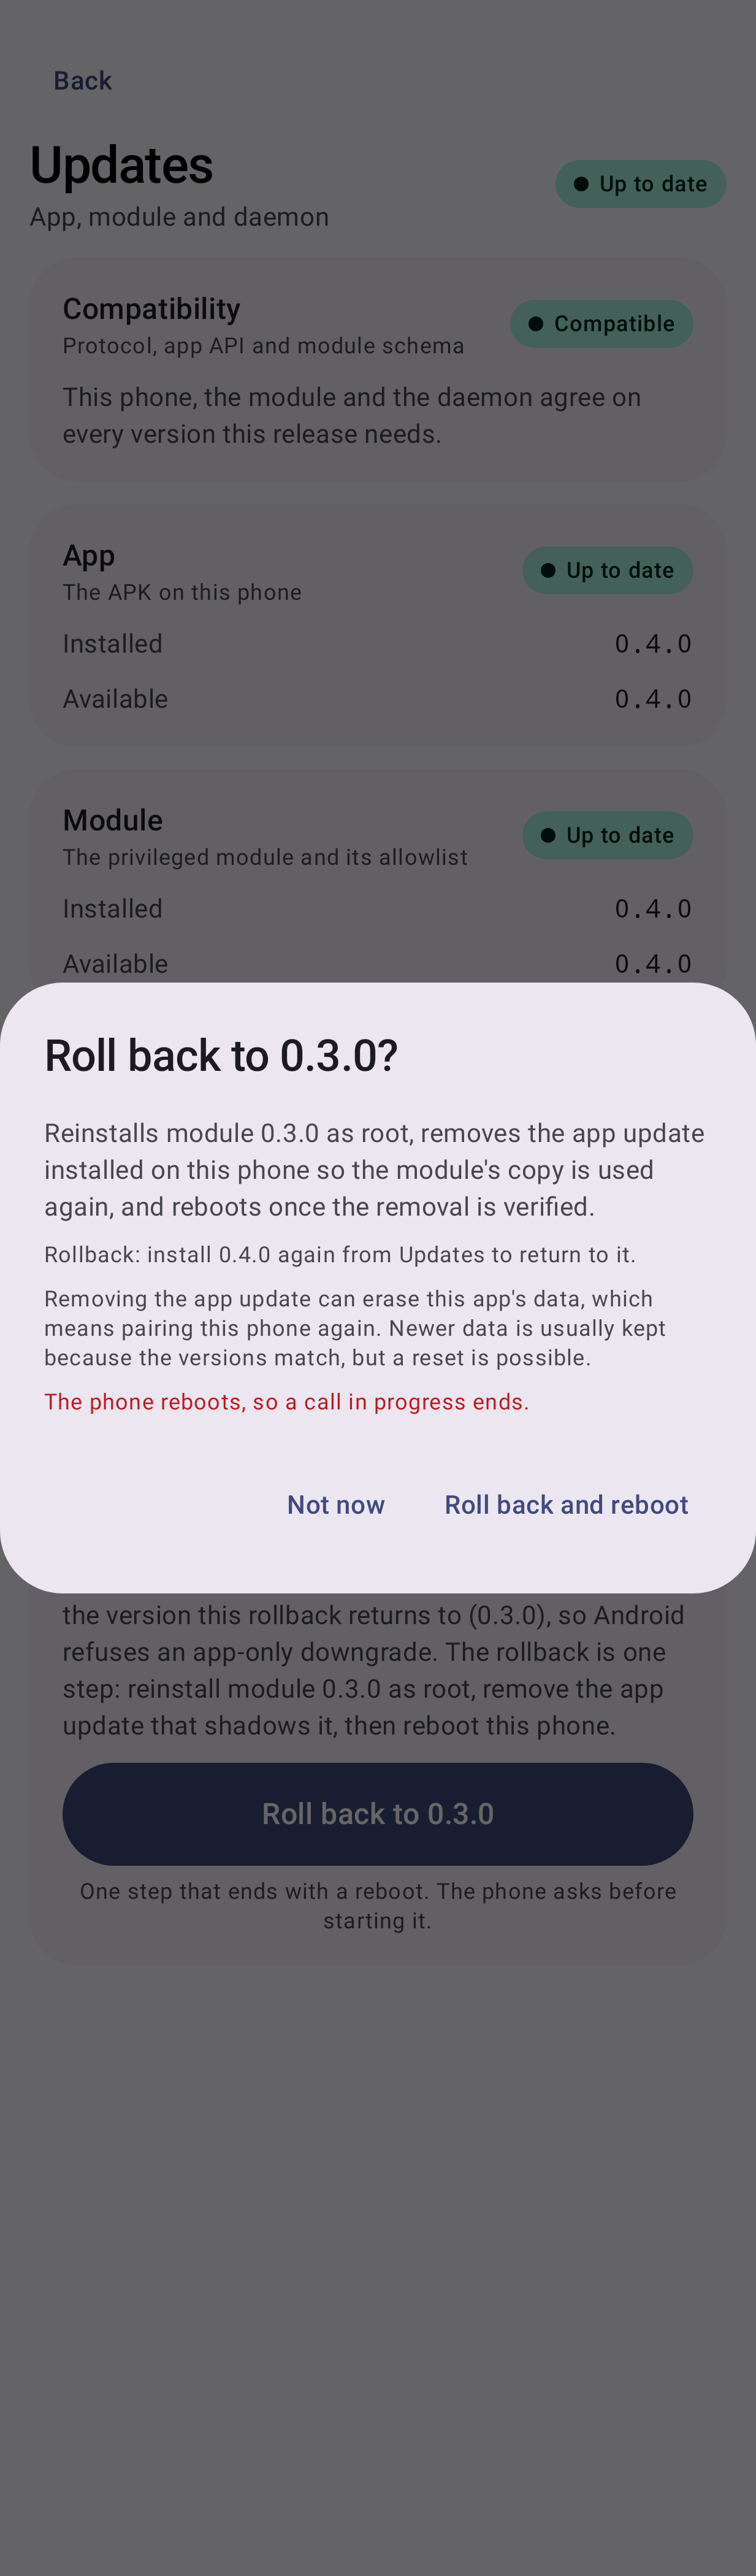 Back
Updates
App, module and daemon
Up to date
Compatibility
Protocol, app API and module schema
Compatible
This phone, the module and the daemon agree on
every version this release needs.
App
The APK on this phone
Up to date
Installed 0.4.0
Available 0.4.0
Module
The privileged module and its allowlist
Up to date
Installed 0.4.0
Available 0.4.0
Roll back to 0.3.0?
Reinstalls module 0.3.0 as root, removes the app update
installed on this phone so the module's copy is used
again, and reboots once the removal is verified.
Rollback: install 0.4.0 again from Updates to return to it.
Removing the app update can erase this app's data, which
means pairing this phone again. Newer data is usually kept
because the versions match, but a reset is possible.
The phone reboots, so a call in progress ends.
Not now
Roll back and reboot
the version this rollback returns to (0.3.0), so Android
refuses an app-only downgrade. The rollback is one
step: reinstall module 0.3.0 as root, remove the app
update that shadows it, then reboot this phone.
Roll back to 0.3.0
One step that ends with a reboot. The phone asks before
starting it.